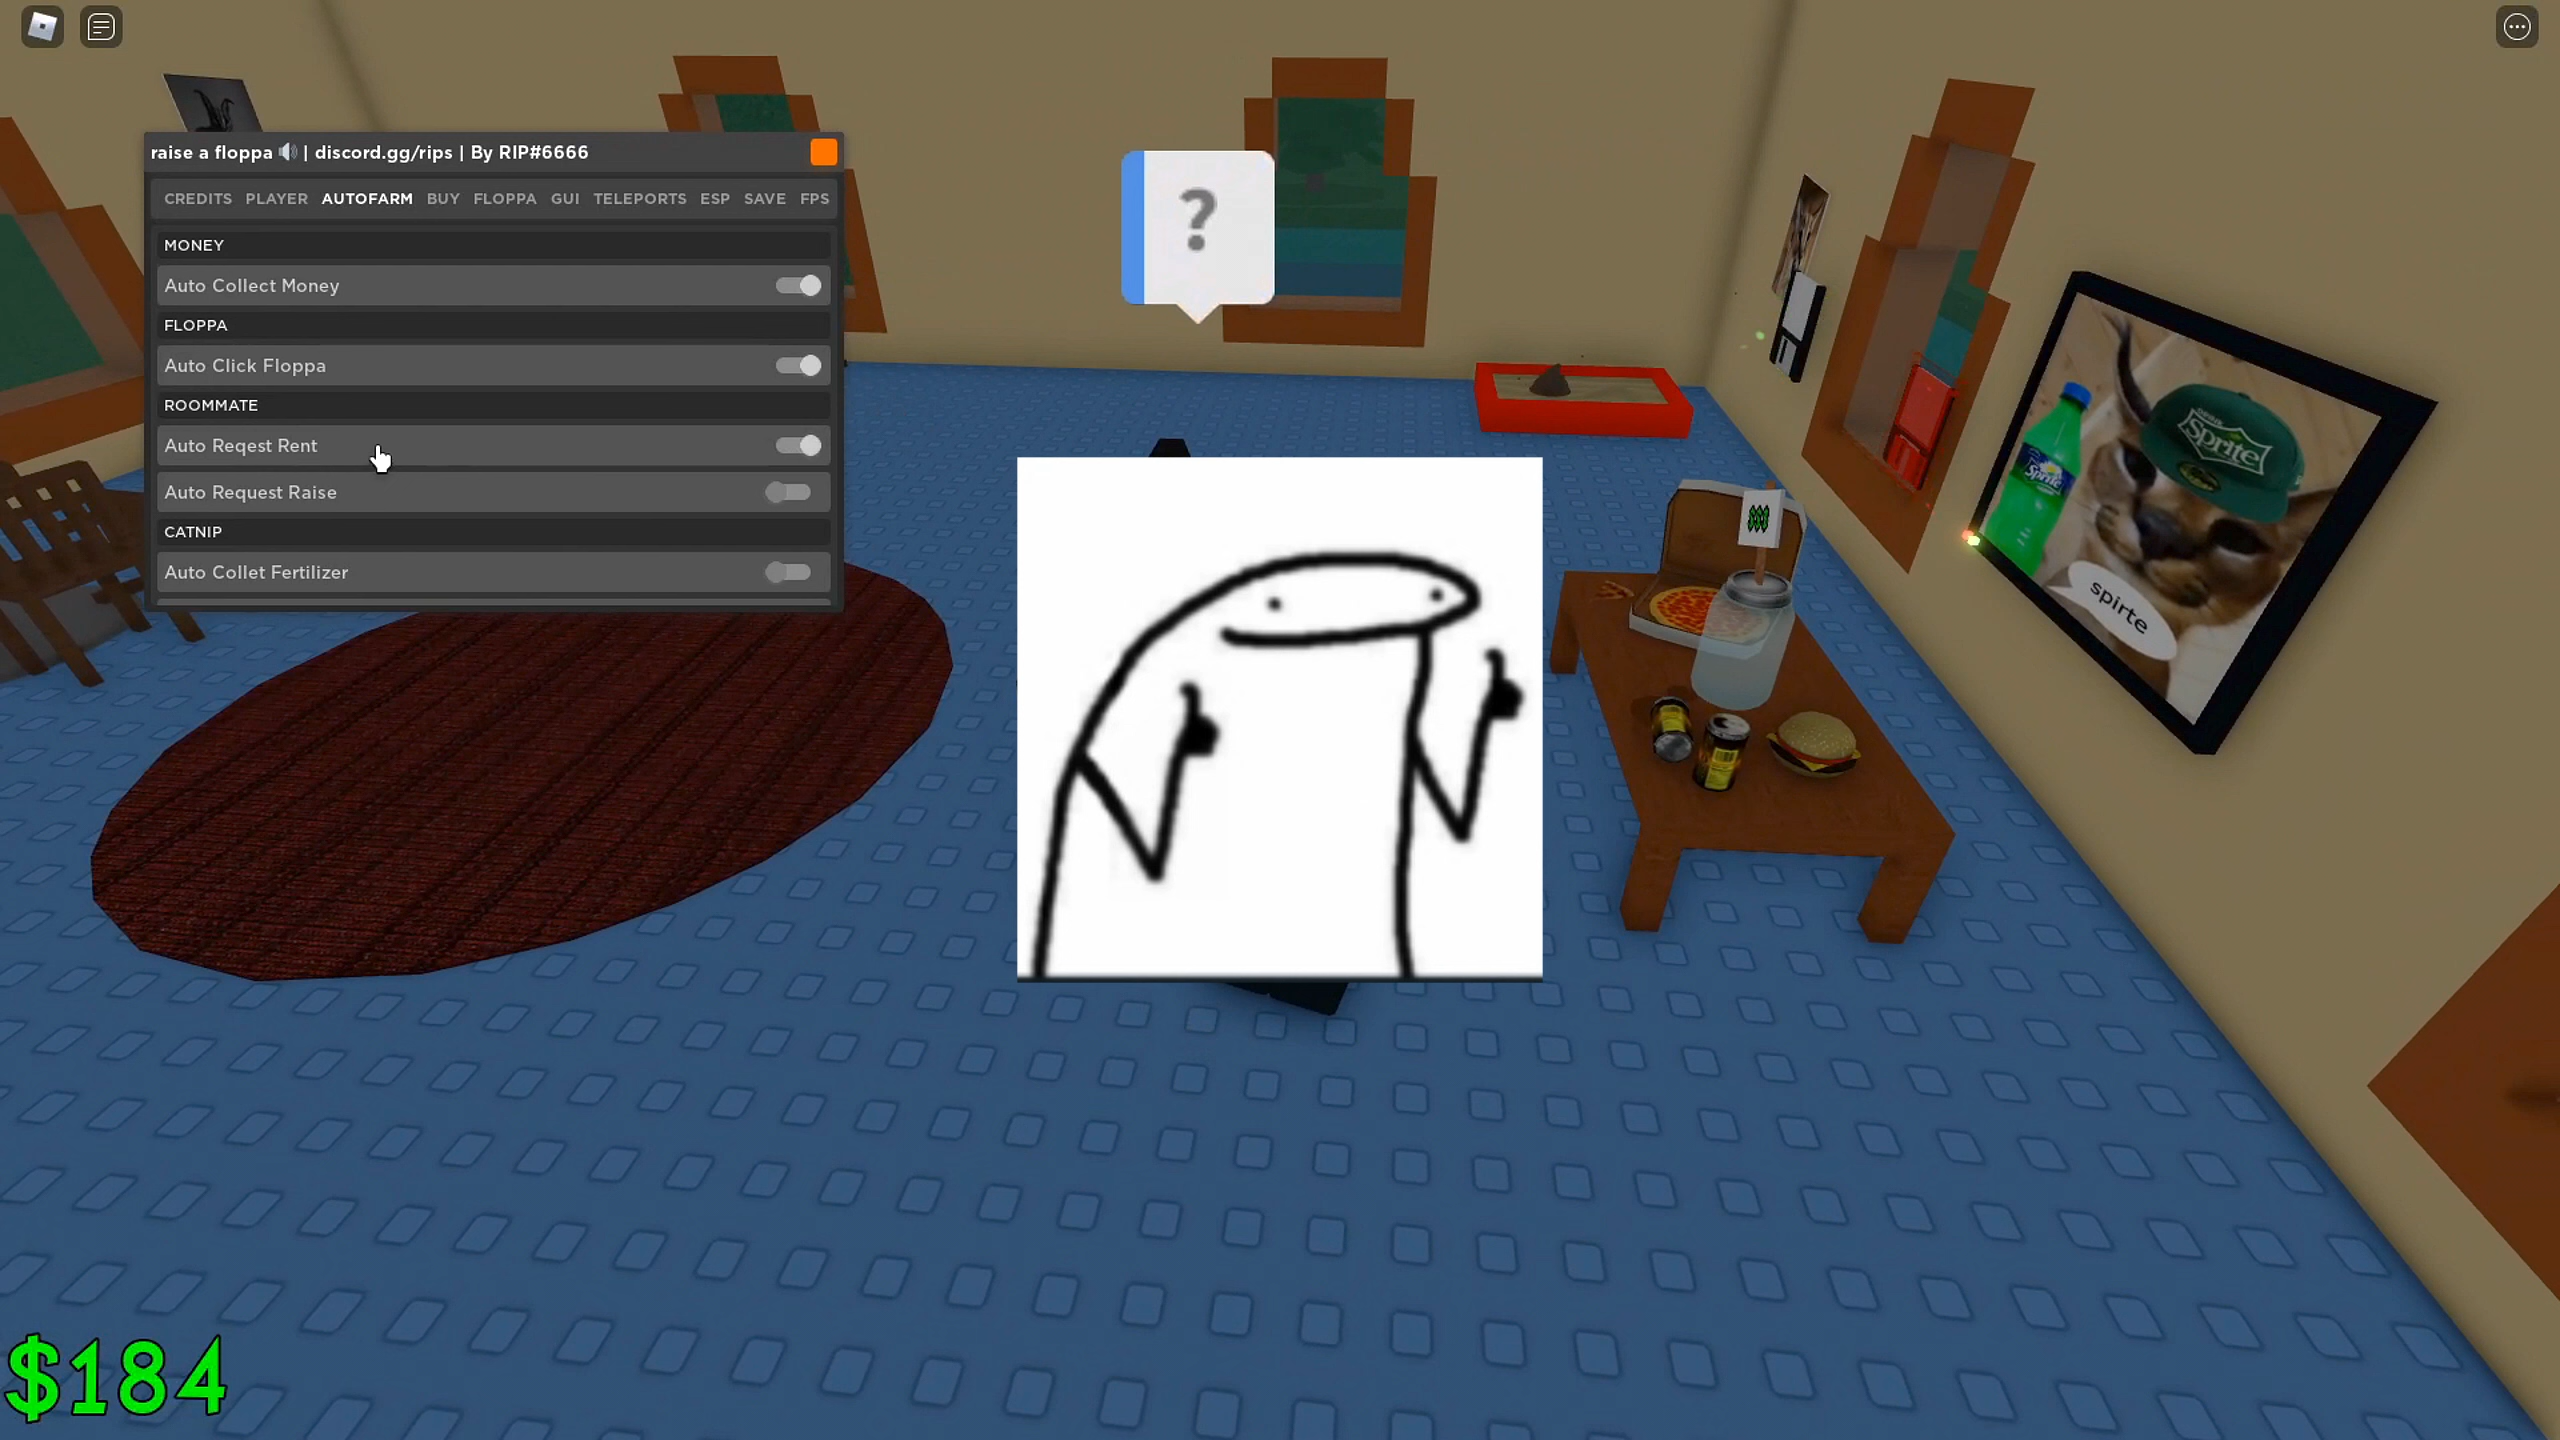 raise a floppa 🔊 | discord.gg/rips | By RIP#6666
CREDITS PLAYER AUTOFARM BUY FLOPPA GUI TELEPORTS ESP SAVE FPS
MONEY
Auto Collect Money
FLOPPA
Auto Click Floppa
ROOMMATE
Auto Reqest Rent
Auto Request Raise
CATNIP
Auto Collet Fertilizer
?
Sprite
Sprite
spirte
$184